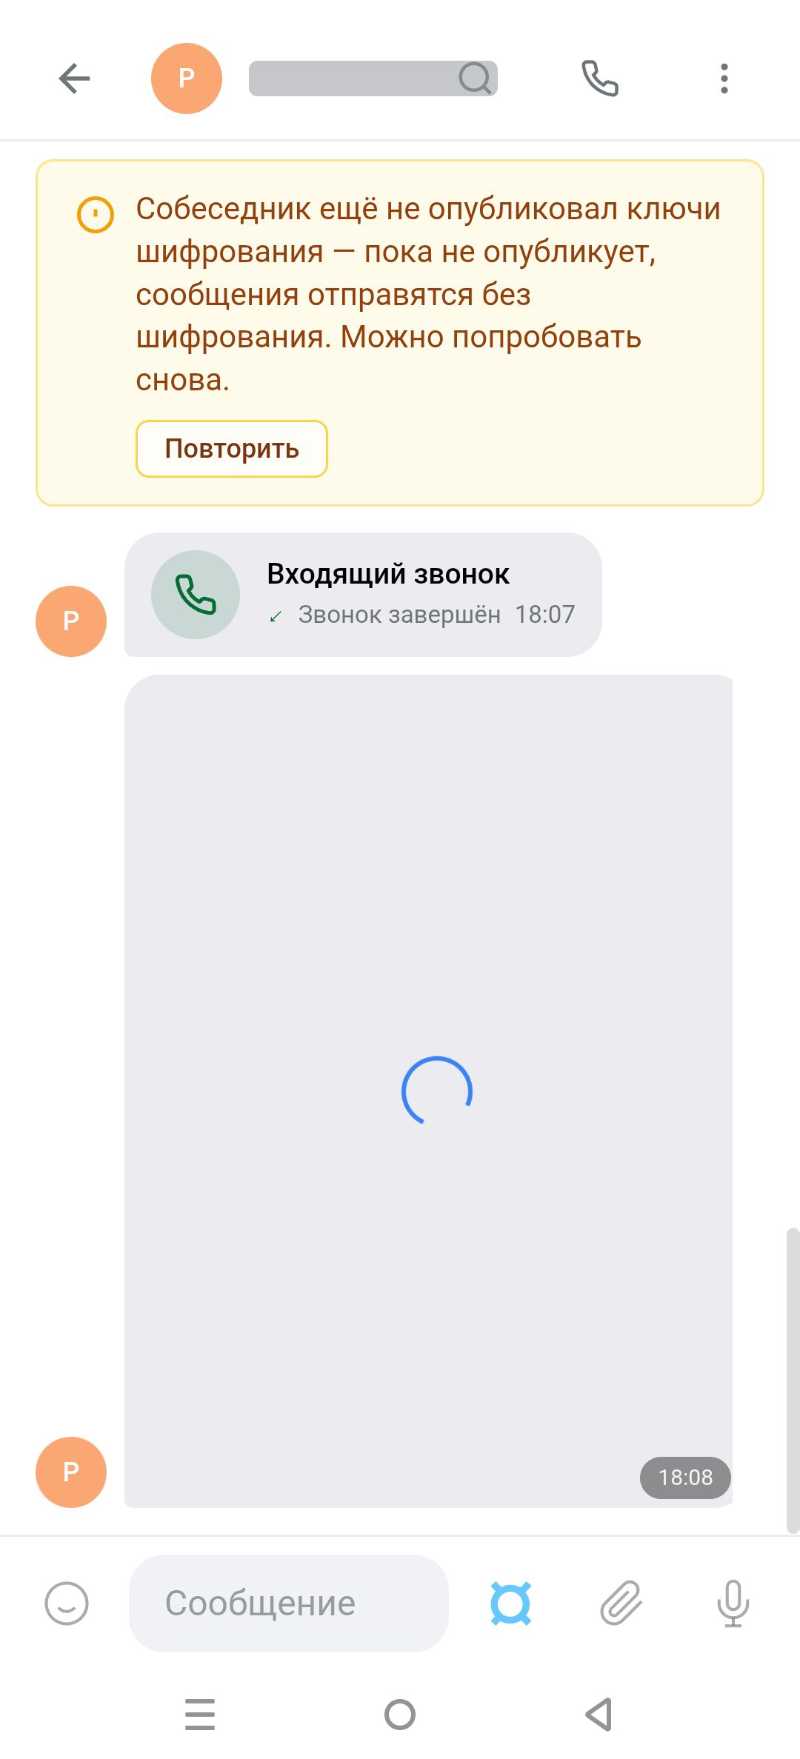 Р
Собеседник ещё не опубликовал ключи
шифрования — пока не опубликует,
сообщения отправятся без
шифрования. Можно попробовать
снова.
Повторить
Входящий звонок
↙ Звонок завершён 18:07
Р
18:08
Р
Сообщение